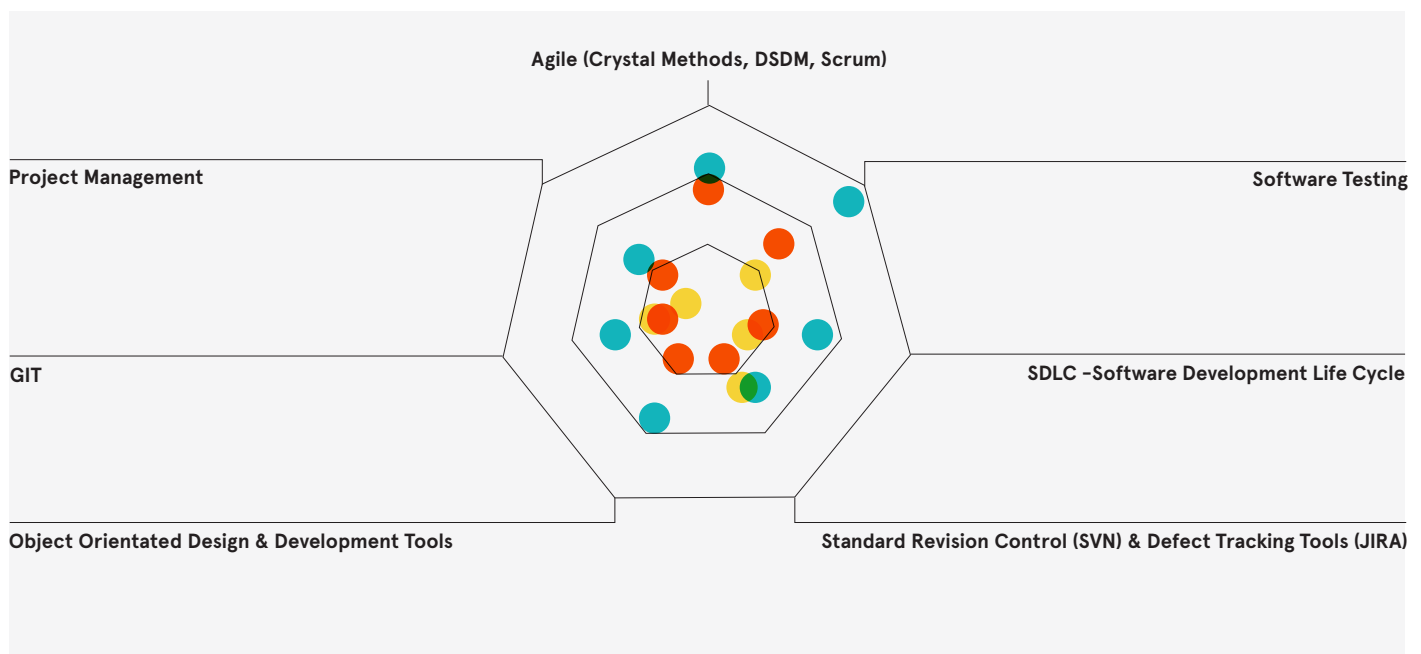 Agile (Crystal Methods, DSDM, Scrum)
Project Management
Software Testing
GIT
SDLC -Software Development Life Cycle
Object Orientated Design & Development Tools
Standard Revision Control (SVN) & Defect Tracking Tools (JIRA)